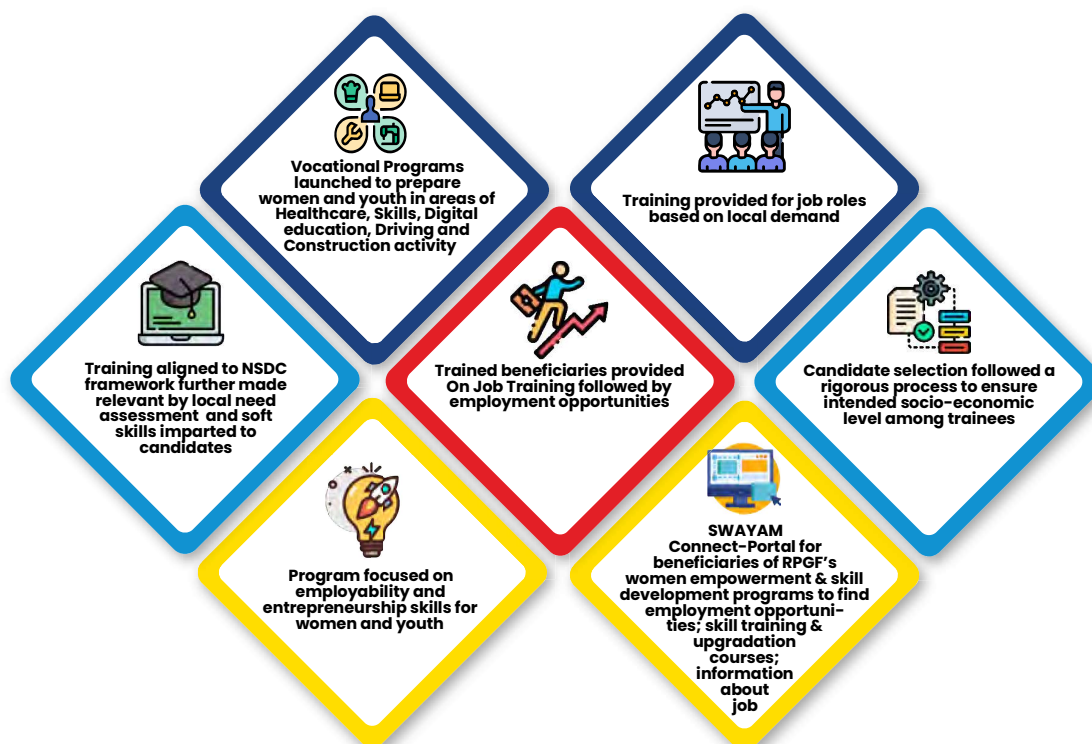 Vocational Programs
launched to prepare
women and youth in areas of
Healthcare, Skills, Digital
education, Driving and
Construction activity
Training provided for job roles
based on local demand
Training aligned to NSDC
framework further made
relevant by local need
assessment and soft
skills imparted to
candidates
Trained beneficiaries provided
On Job Training followed by
employment opportunities
Candidate selection followed a
rigorous process to ensure
intended socio-economic
level among trainees
Program focused on
employability and
entrepreneurship skills for
women and youth
SWAYAM
Connect-Portal for
beneficiaries of RPGF's
women empowerment & skill
development programs to find
employment opportuni-
ties; skill training &
upgradation
courses;
information
about
job